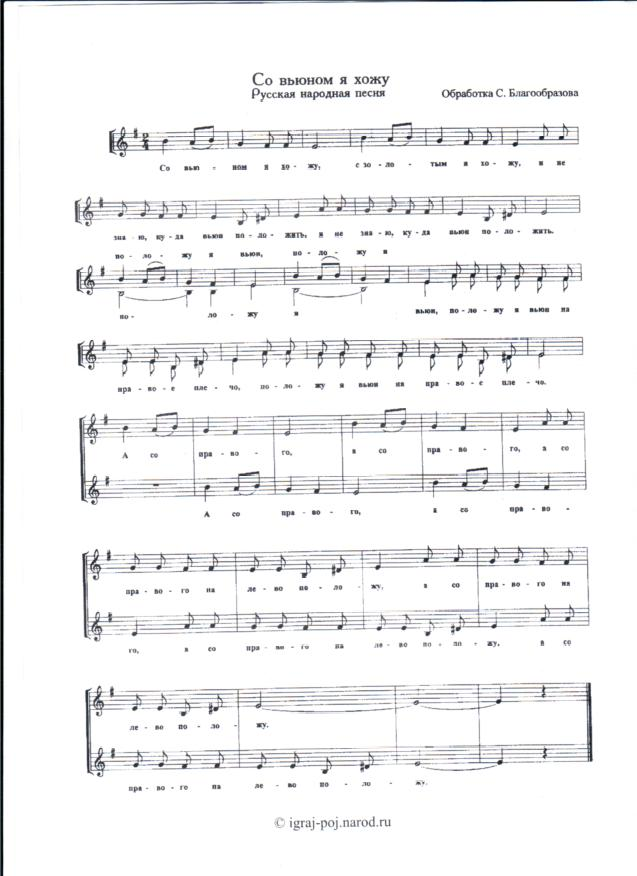 Со вьюном я хожу
Русская народная песня
Обработка С. Благообразова
Со вью - ном я хо - жу, с зо - ло - тым я хо - жу, и не
зна - ю, ку - да вьюн по - ло - жить, и не зна - ю, ку - да вьюн по - ло - жить.
по - ло - жу я вьюн, по - ло - жу я
по - ло - жу я вьюн, по - ло - жу я вьюн на
пра - во - е пле - чо, по - ло - жу я вьюн на пра - во - е пле - чо.
А со пра - во - го, а со пра - во - го, а со
А со пра - во - го, а со пра - во -
пра - во - го на ле - во по - ло - жу, а со пра - во - го на
го, а со пра - во - го на ле - во по - ло - жу, а со
ле - во по - ло - жу.
пра - во - го на ле - во по - ло - жу.
© igraj-poj.narod.ru